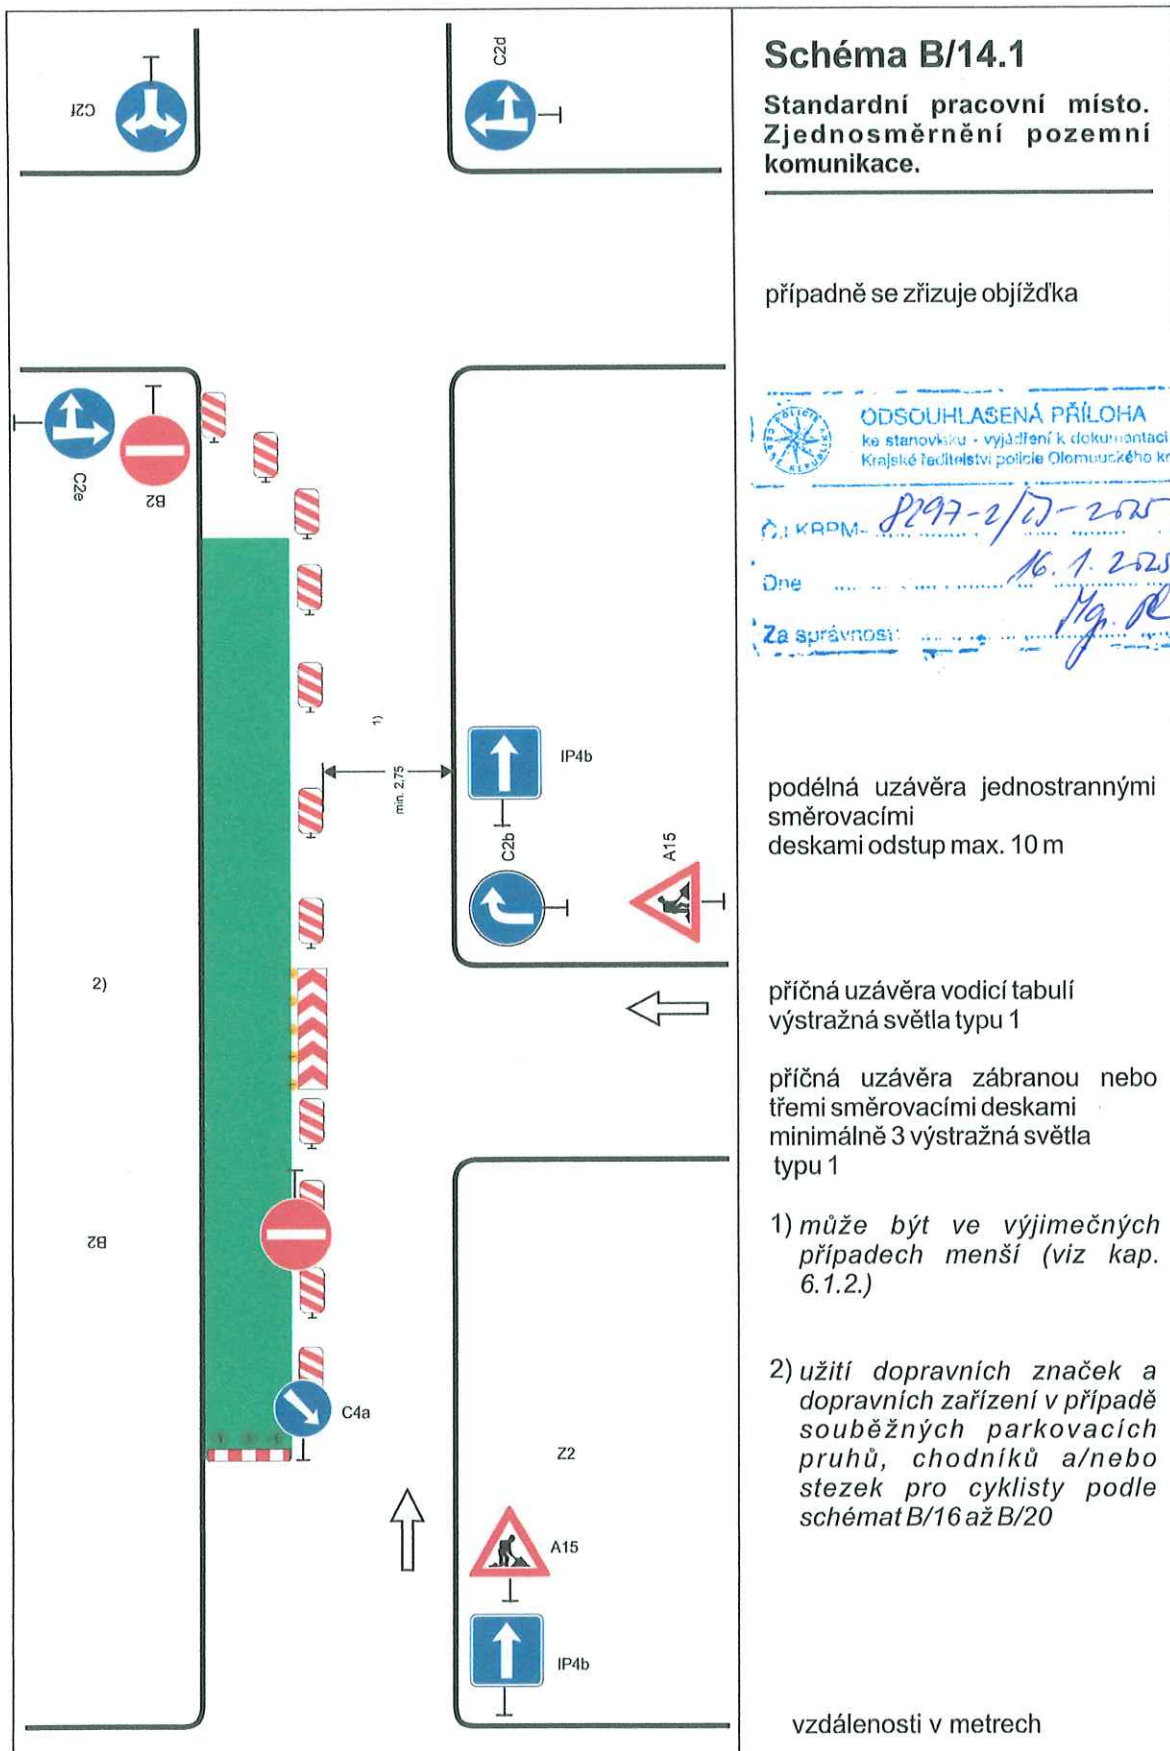 C2f
C2d
Schéma B/14.1
Standardní pracovní místo.
Zjednosměrnění pozemní
komunikace.
případně se zřizuje objížďka
C2e
B2
POLICIE
ČESKÉ REPUBLIKY
ODSOUHLASENÁ PŘÍLOHA
ke stanovisku - vyjádření k dokumentaci
Krajské ředitelství policie Olomouckého kr
Č.j. KRPM-
Dne 16. 1. 2025
Za správnost: Mgr.
1)
min. 2,75
IP4b
C2b
A15
podélná uzávěra jednostrannými
směrovacími
deskami odstup max. 10 m
2)
příčná uzávěra vodicí tabulí
výstražná světla typu 1
příčná uzávěra zábranou nebo
třemi směrovacími deskami
minimálně 3 výstražná světla
typu 1
B2
1) může být ve výjimečných
případech menší (viz kap.
6.1.2.)
2) užití dopravních značek a
dopravních zařízení v případě
souběžných parkovacích
pruhů, chodníků a/nebo
stezek pro cyklisty podle
schémat B/16 až B/20
C4a
Z2
A15
IP4b
vzdálenosti v metrech